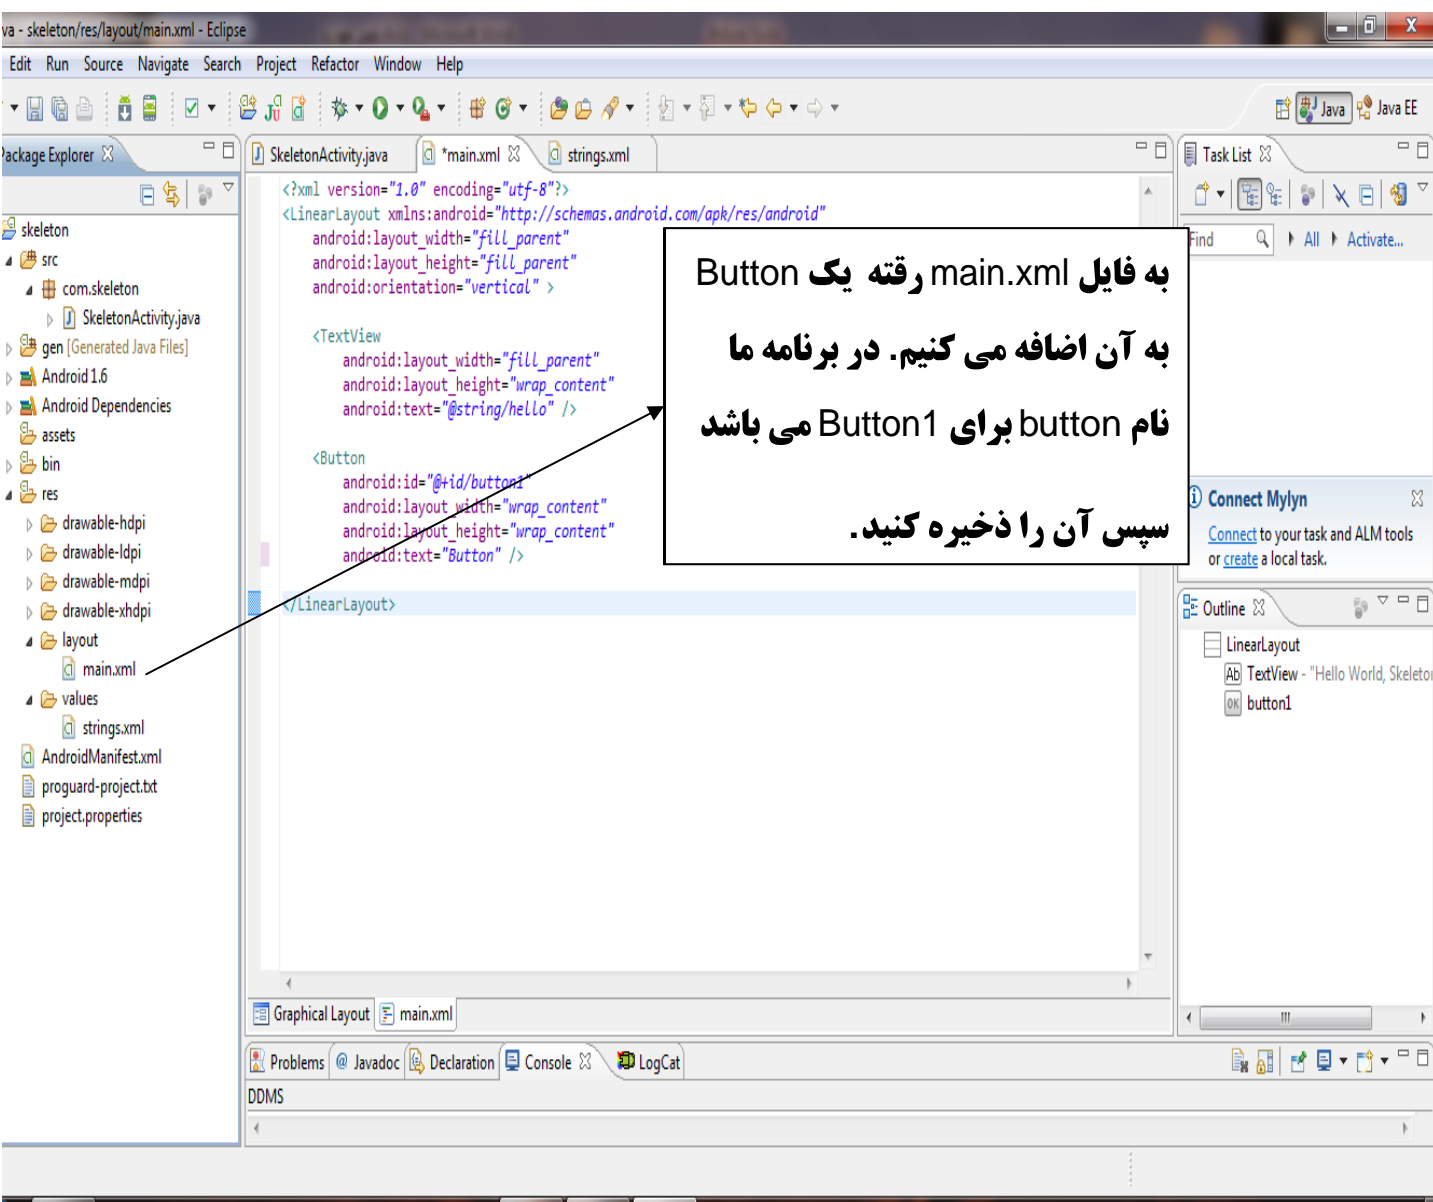 va - skeleton/res/layout/main.xml - Eclipse
Edit Run Source Navigate Search Project Refactor Window Help
Java Java EE
Package Explorer
skeleton
src
com.skeleton
SkeletonActivity.java
gen [Generated Java Files]
Android 1.6
Android Dependencies
assets
bin
res
drawable-hdpi
drawable-ldpi
drawable-mdpi
drawable-xhdpi
layout
main.xml
values
strings.xml
AndroidManifest.xml
proguard-project.txt
project.properties
SkeletonActivity.java *main.xml strings.xml
<?xml version="1.0" encoding="utf-8"?>
<LinearLayout xmlns:android="http://schemas.android.com/apk/res/android"
android:layout_width="fill_parent"
android:layout_height="fill_parent"
android:orientation="vertical" >
<TextView
android:layout_width="fill_parent"
android:layout_height="wrap_content"
android:text="@string/hello" />
<Button
android:id="@+id/button1"
android:layout_width="wrap_content"
android:layout_height="wrap_content"
android:text="Button" />
</LinearLayout>
به فایل main.xml رقته یک Button
به آن اضافه می کنیم. در برنامه ما
نام button برای Button1 می باشد
سپس آن را ذخیره کنید.
Graphical Layout main.xml
Task List
Find All Activate...
Connect Mylyn
Connect to your task and ALM tools
or create a local task.
Outline
LinearLayout
Ab TextView - "Hello World, Skeleto
OK button1
Problems @ Javadoc Declaration Console LogCat
DDMS